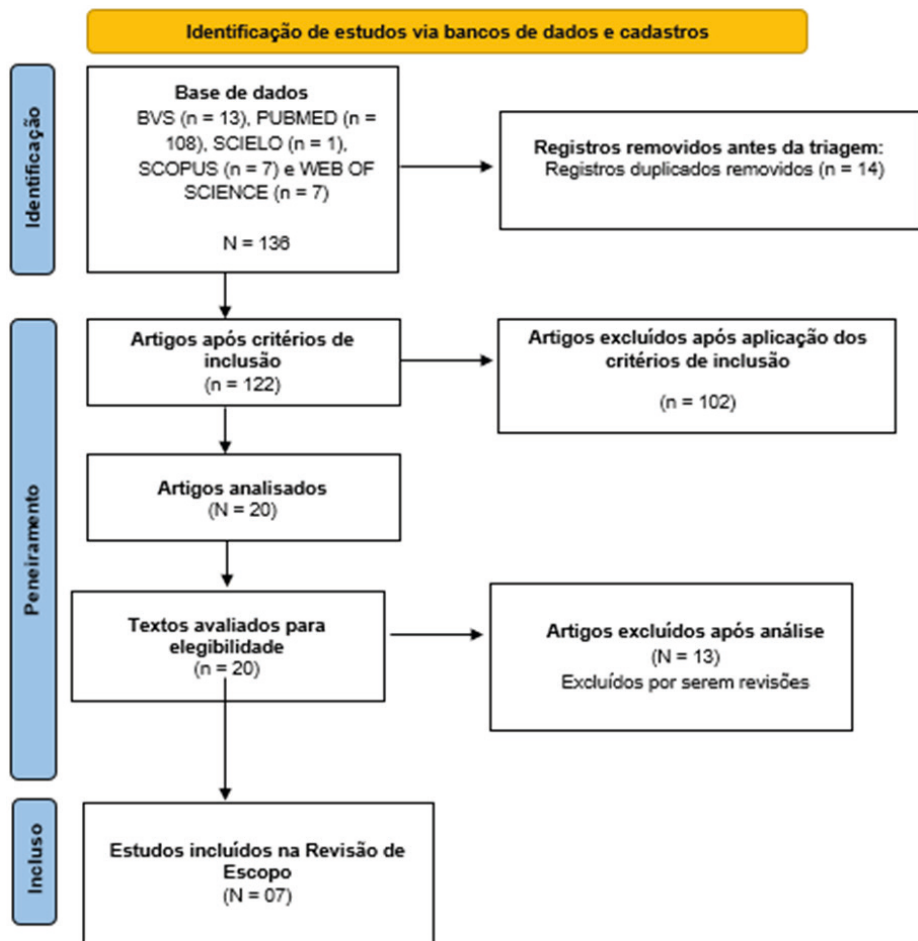 Identificação de estudos via bancos de dados e cadastros
Identificação
Base de dados
BVS (n = 13), PUBMED (n =
108), SCIELO (n = 1),
SCOPUS (n = 7) e WEB OF
SCIENCE (n = 7)
N = 136
Registros removidos antes da triagem:
Registros duplicados removidos (n = 14)
Peneiramento
Artigos após critérios de
inclusão
(n = 122)
Artigos excluídos após aplicação dos
critérios de inclusão
(n = 102)
Artigos analisados
(N = 20)
Textos avaliados para
elegibilidade
(n = 20)
Artigos excluídos após análise
(N = 13)
Excluídos por serem revisões
Incluso
Estudos incluídos na Revisão de
Escopo
(N = 07)